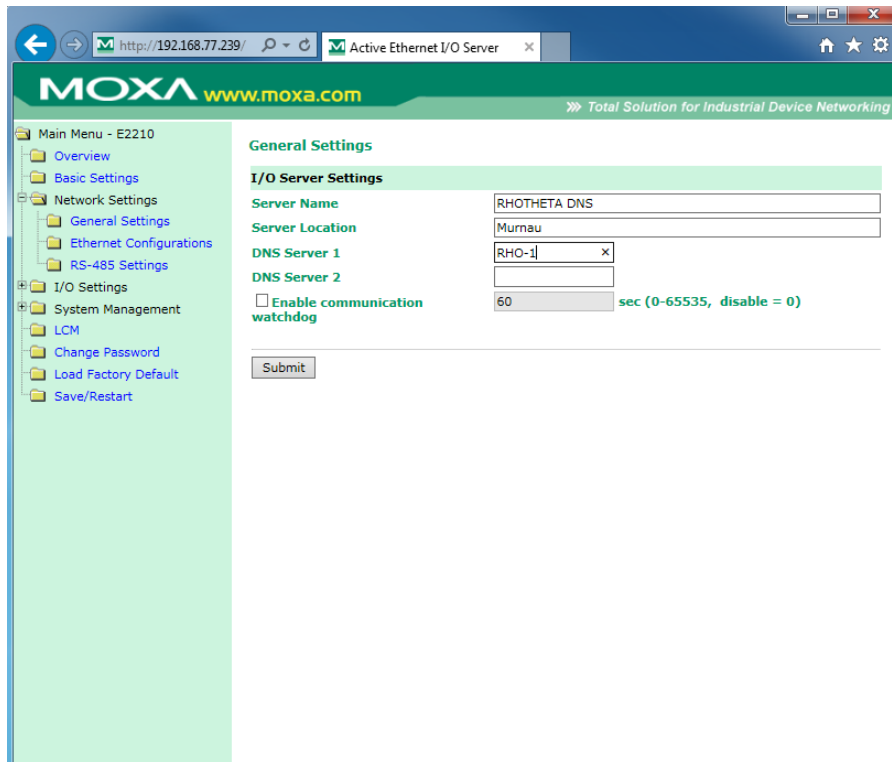 http://192.168.77.239/
Active Ethernet I/O Server
MOXA www.moxa.com
Total Solution for Industrial Device Networking
Main Menu - E2210
Overview
Basic Settings
Network Settings
General Settings
Ethernet Configurations
RS-485 Settings
I/O Settings
System Management
LCM
Change Password
Load Factory Default
Save/Restart
General Settings
I/O Server Settings
Server Name RHOTHETA DNS
Server Location Murnau
DNS Server 1 RHO-1
DNS Server 2
Enable communication watchdog 60 sec (0-65535, disable = 0)
Submit